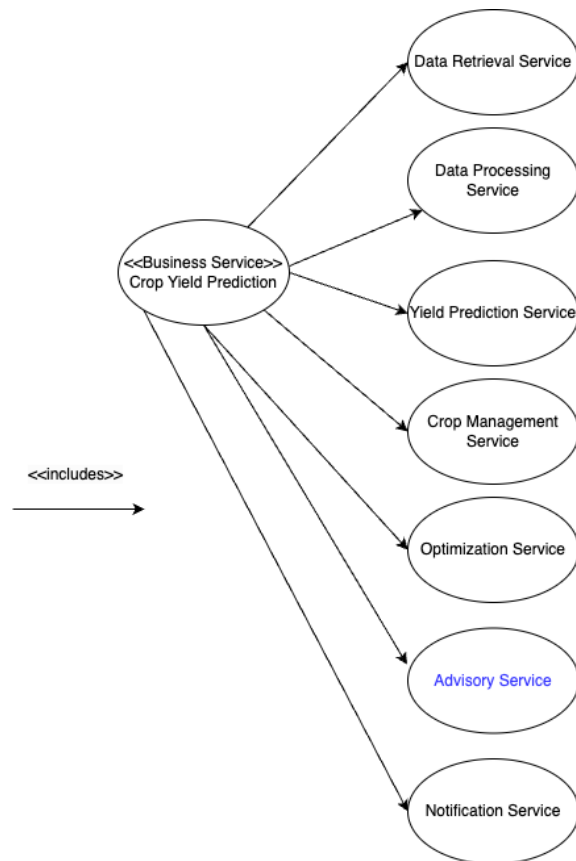 Data Retrieval Service
Data Processing
Service
<<Business Service>>
Crop Yield Prediction
Yield Prediction Service
Crop Management
Service
<<includes>>
Optimization Service
Advisory Service
Notification Service